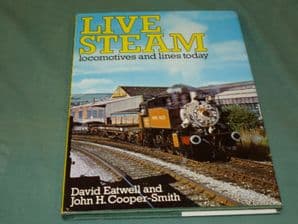 LIVE
STEAM
locomotives and lines today
David Eatwell and
John H. Cooper-Smith